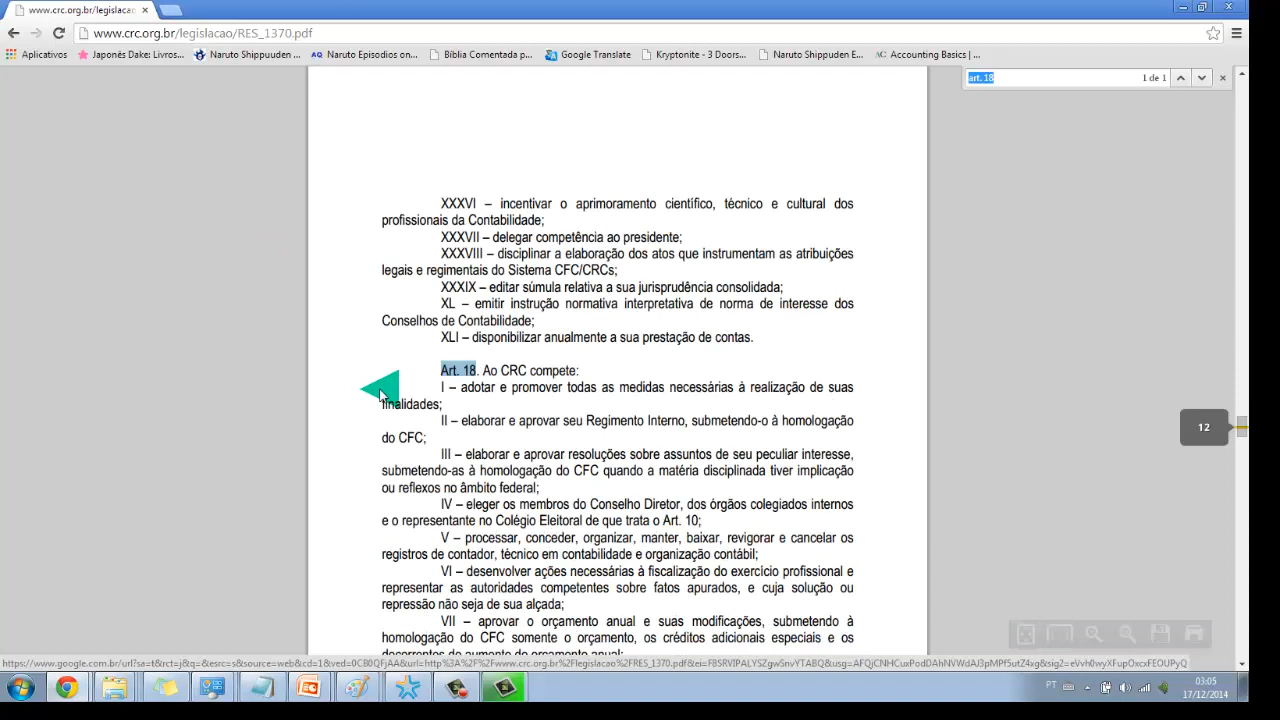 www.crc.org.br/legislacao
www.crc.org.br/legislacao/RES_1370.pdf
Aplicativos
Japonês Dake: Livros...
Naruto Shippuuden ...
AQ Naruto Episodios on...
Bíblia Comentada p...
Google Translate
Kryptonite - 3 Doors...
Naruto Shippuden E...
AC Accounting Basics | ...
art. 18
1 de 1
XXXVI – incentivar o aprimoramento científico, técnico e cultural dos
profissionais da Contabilidade;
XXXVII – delegar competência ao presidente;
XXXVIII – disciplinar a elaboração dos atos que instrumentam as atribuições
legais e regimentais do Sistema CFC/CRCs;
XXXIX – editar súmula relativa a sua jurisprudência consolidada;
XL – emitir instrução normativa interpretativa de norma de interesse dos
Conselhos de Contabilidade;
XLI – disponibilizar anualmente a sua prestação de contas.
Art. 18. Ao CRC compete:
I – adotar e promover todas as medidas necessárias à realização de suas
finalidades;
II – elaborar e aprovar seu Regimento Interno, submetendo-o à homologação
do CFC;
III – elaborar e aprovar resoluções sobre assuntos de seu peculiar interesse,
submetendo-as à homologação do CFC quando a matéria disciplinada tiver implicação
ou reflexos no âmbito federal;
IV – eleger os membros do Conselho Diretor, dos órgãos colegiados internos
e o representante no Colégio Eleitoral de que trata o Art. 10;
V – processar, conceder, organizar, manter, baixar, revigorar e cancelar os
registros de contador, técnico em contabilidade e organização contábil;
VI – desenvolver ações necessárias à fiscalização do exercício profissional e
representar as autoridades competentes sobre fatos apurados, e cuja solução ou
repressão não seja de sua alçada;
VII – aprovar o orçamento anual e suas modificações, submetendo à
homologação do CFC somente o orçamento, os créditos adicionais especiais e os
decorrentes do aumento do orçamento anual;
12
PT
03:05
17/12/2014